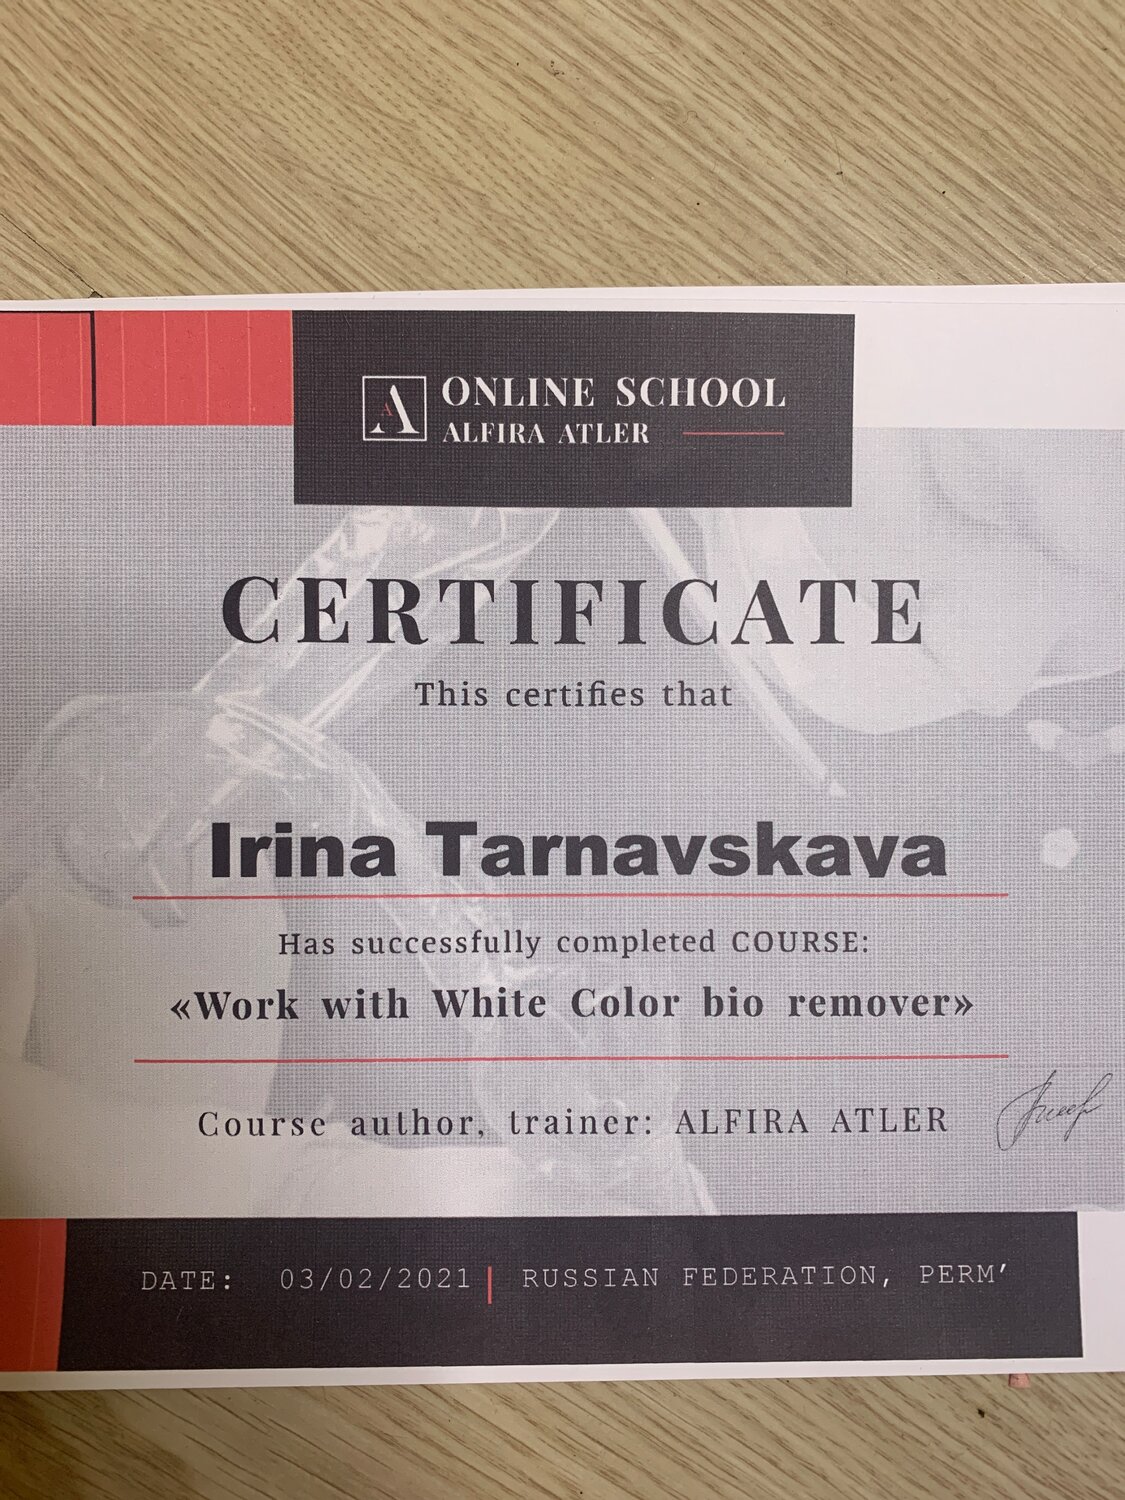 A
ONLINE SCHOOL
ALFIRA ATLER
CERTIFICATE
This certifies that
Irina Tarnavskava
Has successfully completed COURSE:
«Work with White Color bio remover»
Course author, trainer: ALFIRA ATLER
DATE: 03/02/2021 | RUSSIAN FEDERATION, PERM'